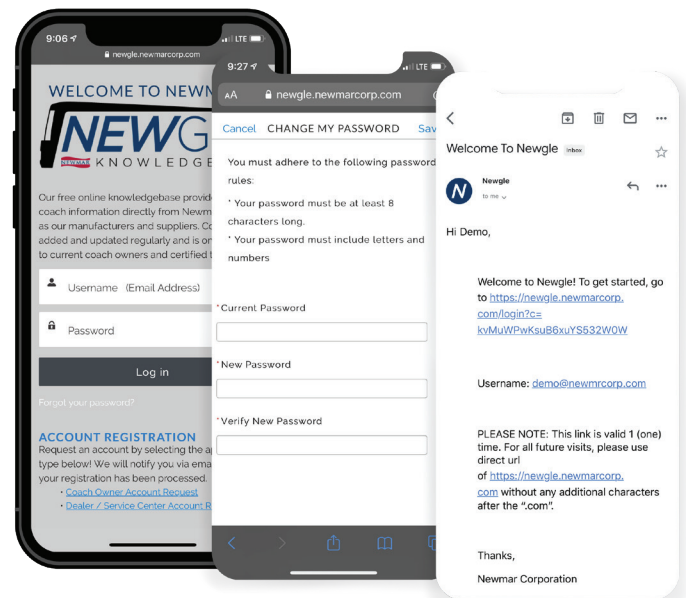 9:06
LTE
newgle.newmarcorp.com
WELCOME TO NEWM
NEWG
NEWMAR KNOWLEDGE
Our free online knowledgebase provid
coach information directly from Newm
as our manufacturers and suppliers. Co
added and updated regularly and is on
to current coach owners and certified t
Username (Email Address)
Password
Log in
Forgot your password?
ACCOUNT REGISTRATION
Request an account by selecting the a
type below! We will notify you via ema
your registration has been processed.
• Coach Owner Account Request
• Dealer / Service Center Account R
9:27
LTE
AA newgle.newmarcorp.com
Cancel CHANGE MY PASSWORD Sav
You must adhere to the following password
rules:
* Your password must be at least 8
characters long.
* Your password must include letters and
numbers
*Current Password
*New Password
*Verify New Password
Welcome To Newgle Inbox
N
Newgle
to me
Hi Demo,
Welcome to Newgle! To get started, go
to https://newgle.newmarcorp.
com/login?c=
kvMuWPwKsuB6xuYS532W0W
Username: demo@newmrcorp.com
PLEASE NOTE: This link is valid 1 (one)
time. For all future visits, please use
direct url
of https://newgle.newmarcorp.
com without any additional characters
after the ".com".
Thanks,
Newmar Corporation